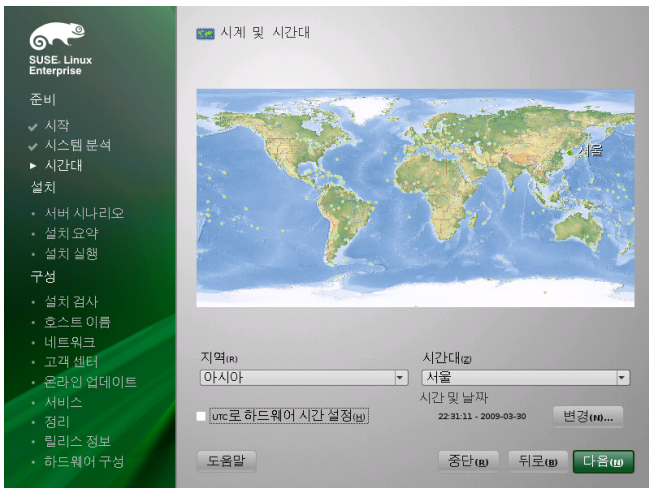 SUSE. Linux
Enterprise
준비
시작
시스템 분석
시간대
설치
서버 시나리오
설치 요약
설치 실행
구성
설치 검사
호스트 이름
네트워크
고객 센터
온라인 업데이트
서비스
정리
릴리스 정보
하드웨어 구성
시계 및 시간대
서울
지역(R)
아시아
시간대(Z)
서울
UTC로 하드웨어 시간 설정(H)
시간 및 날짜
22:31:11 - 2009-03-30
변경(N)...
도움말
중단(R)
뒤로(B)
다음(N)